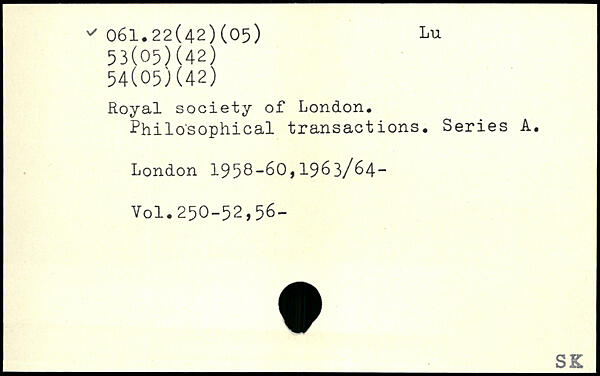 ✓ 061.22(42)(05) Lu
53(05)(42)
54(05)(42)
Royal society of London.
Philosophical transactions. Series A.
London 1958-60,1963/64-
Vol.250-52,56-
SK